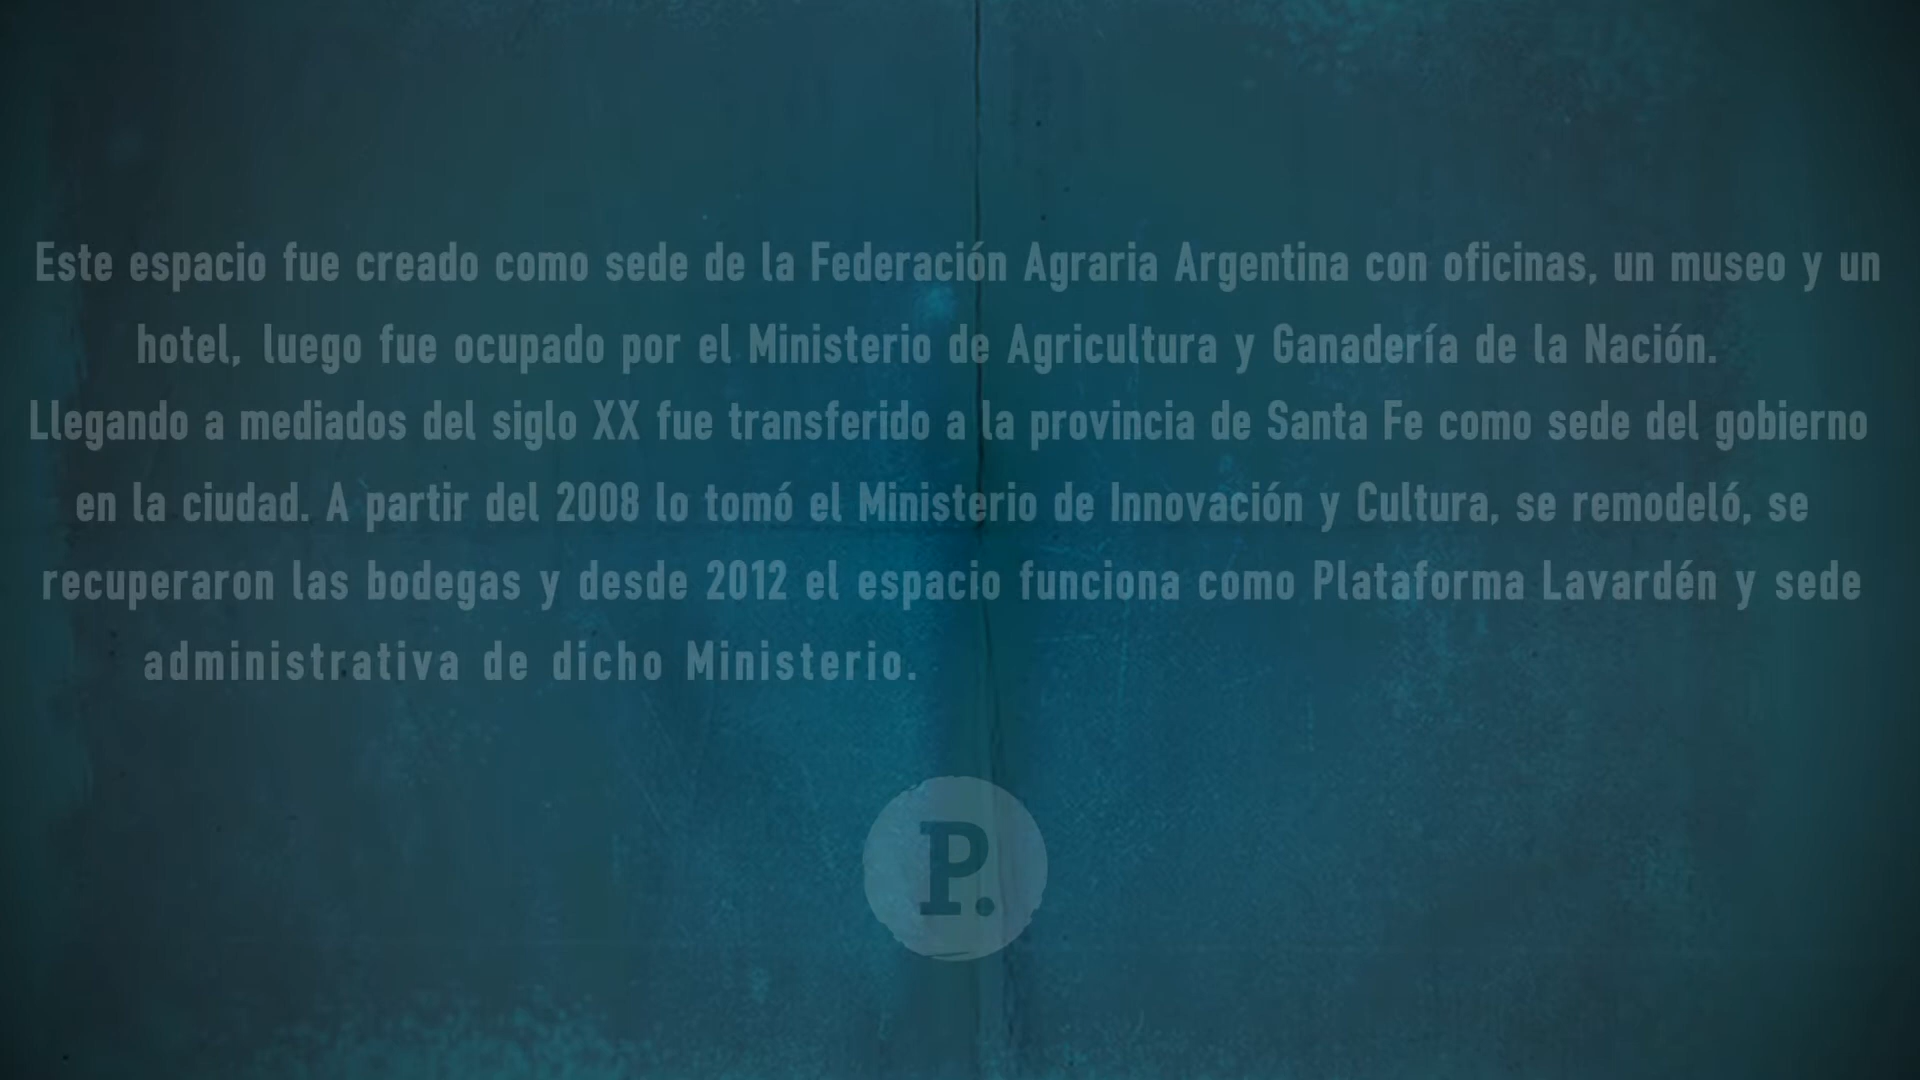 Este espacio fue creado como sede de la Federación Agraria Argentina con oficinas, un museo y un
hotel, luego fue ocupado por el Ministerio de Agricultura y Ganadería de la Nación.
Llegando a mediados del siglo XX fue transferido a la provincia de Santa Fe como sede del gobierno
en la ciudad. A partir del 2008 lo tomó el Ministerio de Innovación y Cultura, se remodeló, se
recuperaron las bodegas y desde 2012 el espacio funciona como Plataforma Lavardén y sede
administrativa de dicho Ministerio.
P.